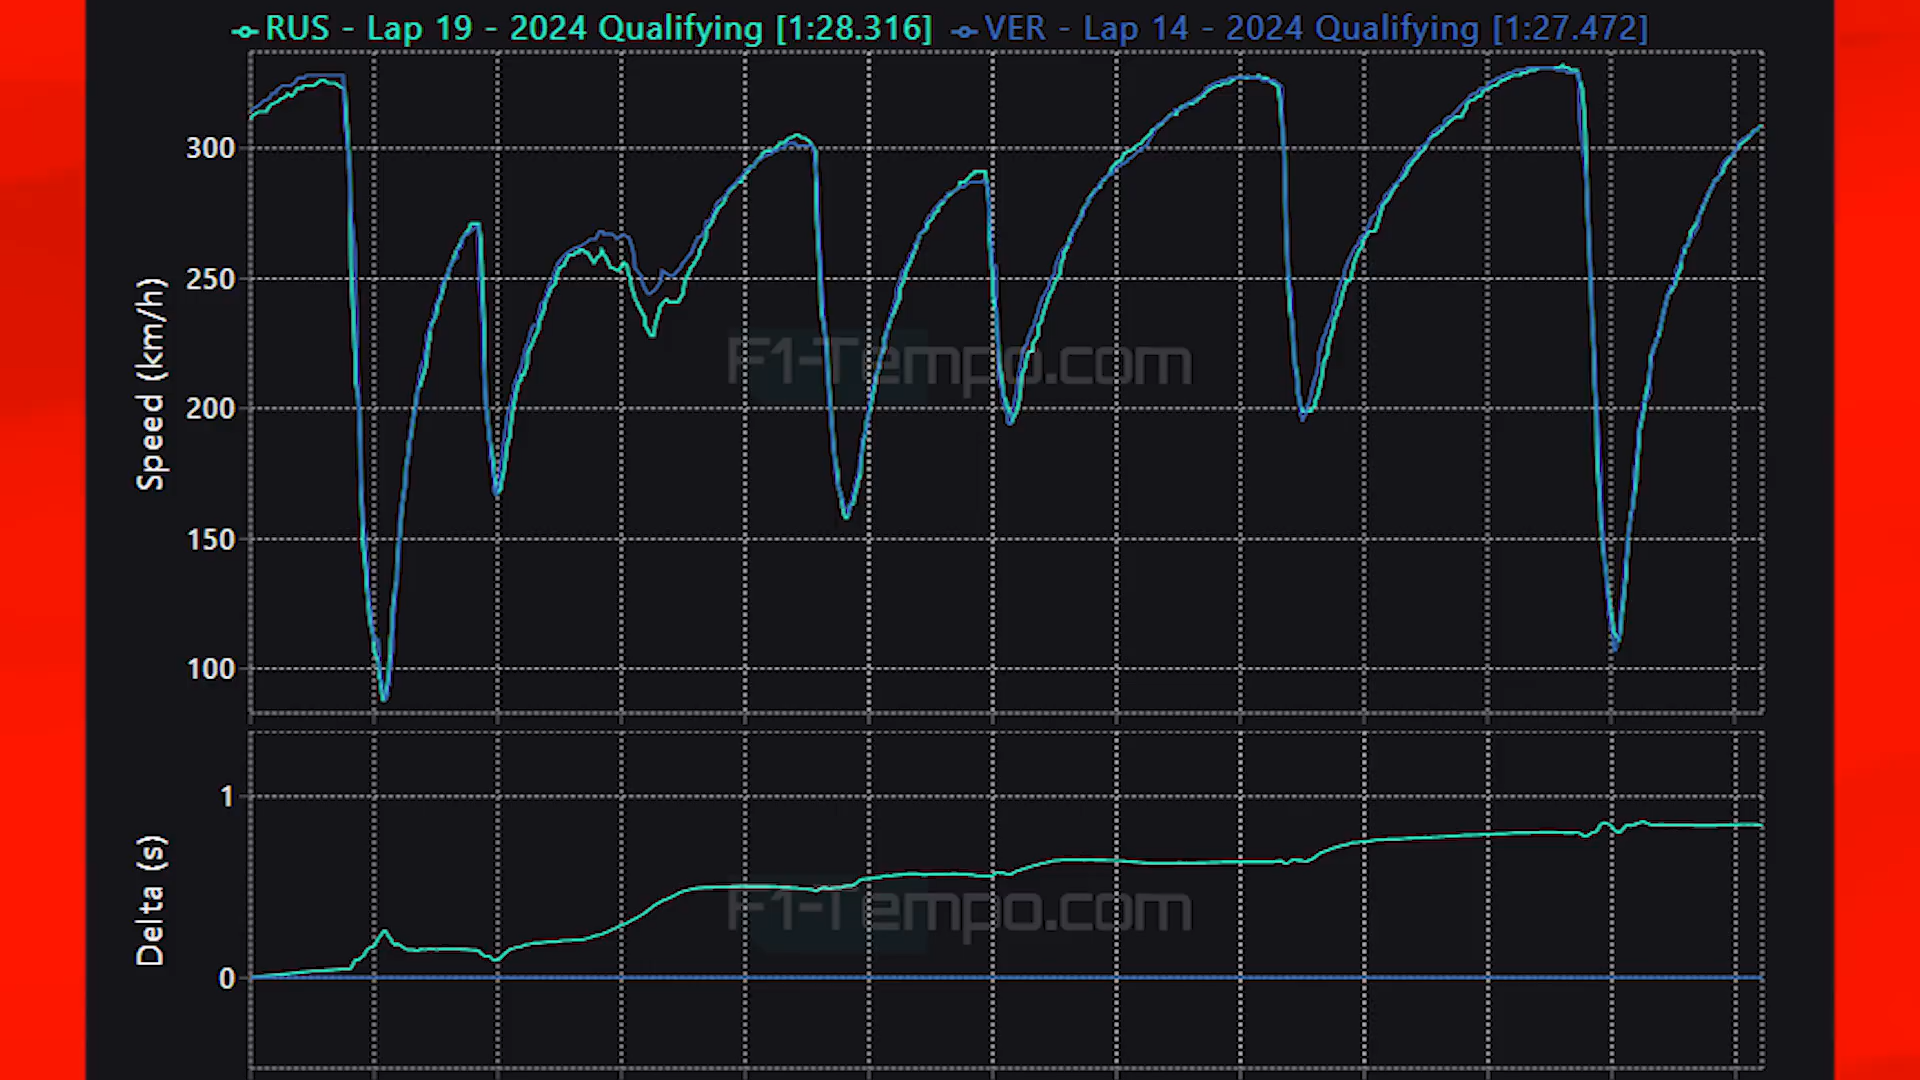 RUS - Lap 19 - 2024 Qualifying [1:28.316] VER - Lap 14 - 2024 Qualifying [1:27.472]
300
250
200
150
100
Speed (km/h)
F1-Tempo.com
1
0
Delta (s)
F1-Tempo.com